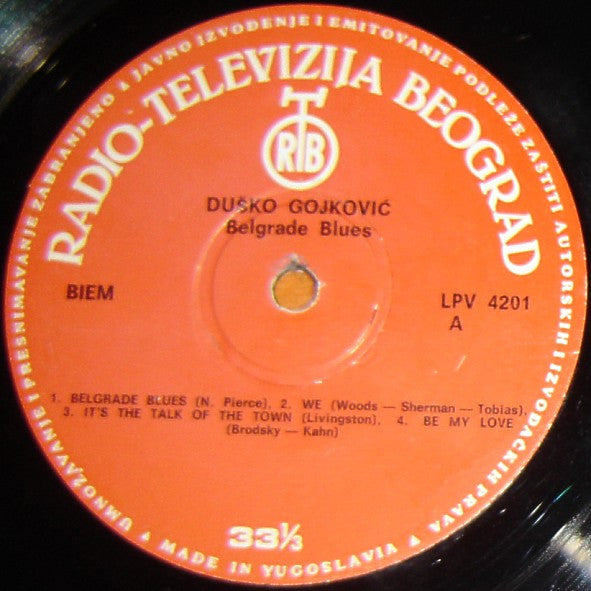 UMNOŽAVANJE I PRESNIMAVANJE ZABRANJENO ▲ JAVNO IZVOĐENJE I EMITOVANJE PODLEŽE ZAŠTITI AUTORSKIH I IZVOĐAČKIH PRAVA ▲ MADE IN YUGOSLAVIA ▲
RADIO-TELEVIZIJA BEOGRAD
RTB
DUŠKO GOJKOVIĆ
Belgrade Blues
BIEM
LPV 4201
A
1. BELGRADE BLUES (N. Pierce), 2. WE (Woods — Sherman — Tobias),
3. IT'S THE TALK OF THE TOWN (Livingston), 4. BE MY LOVE
(Brodsky — Kahn)
33⅓